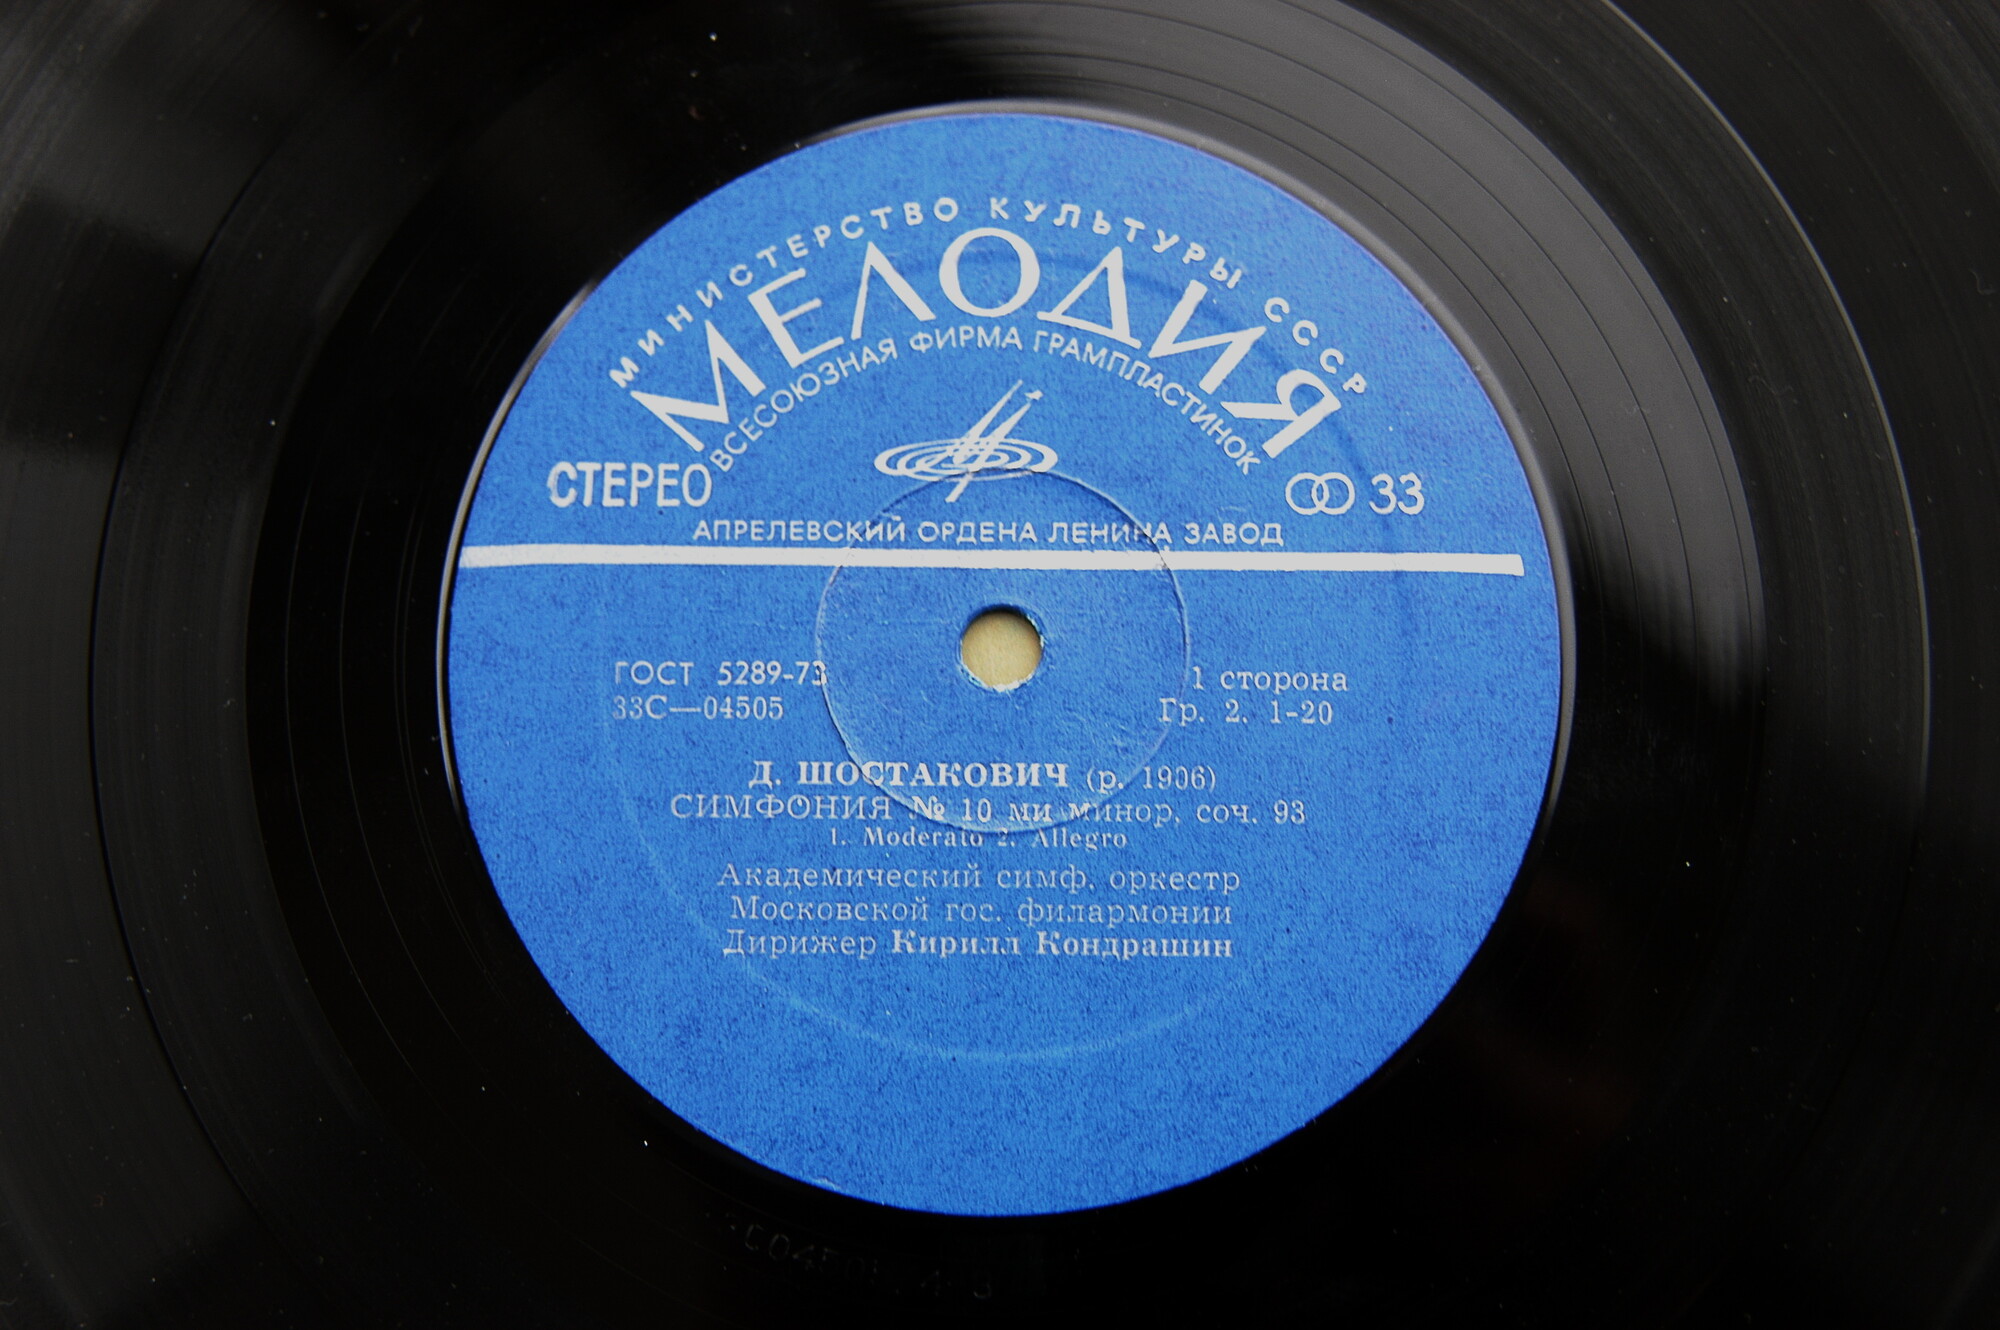 МИНИСТЕРСТВО КУЛЬТУРЫ СССР
МЕЛОДИЯ
ВСЕСОЮЗНАЯ ФИРМА ГРАМПЛАСТИНОК
СТЕРЕО
33
АПРЕЛЕВСКИЙ ОРДЕНА ЛЕНИНА ЗАВОД
ГОСТ 5289-73
33С—04505
1 сторона
Гр. 2. 1-20
Д. ШОСТАКОВИЧ (р. 1906)
СИМФОНИЯ № 10 ми минор, соч. 93
1. Moderato 2. Allegro
Академический симф. оркестр
Московской гос. филармонии
Дирижер Кирилл Кондрашин